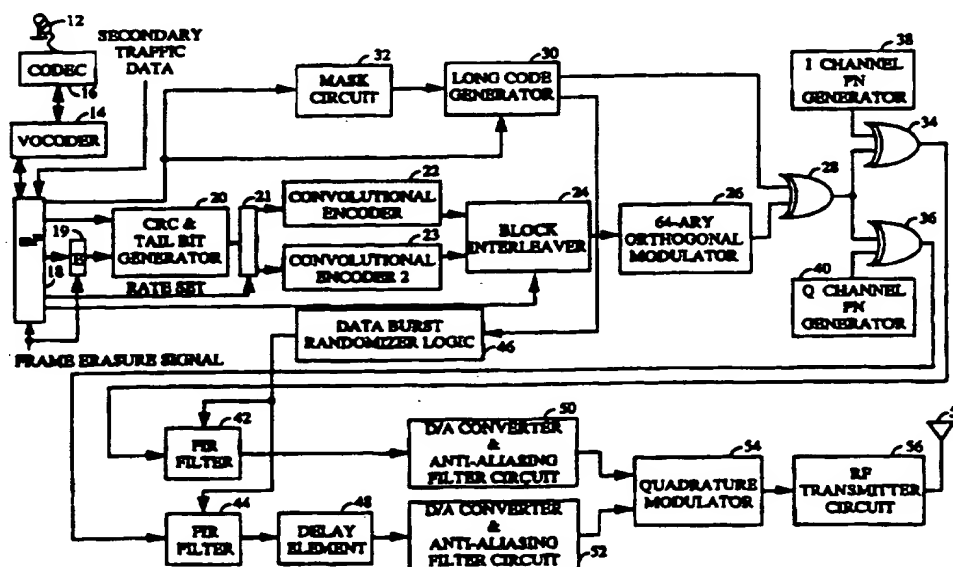 12
CODEC
16
14
VOCODER
SECONDARY
TRAFFIC
DATA
32
MASK
CIRCUIT
30
LONG CODE
GENERATOR
38
I CHANNEL
PN
GENERATOR
34
28
18
19
E
20
CRC &
TAIL BIT
GENERATOR
RATE SET
21
22
CONVOLUTIONAL
ENCODER
23
CONVOLUTIONAL
ENCODER 2
24
BLOCK
INTERLEAVER
26
64-ARY
ORTHOGONAL
MODULATOR
36
40
Q CHANNEL
PN
GENERATOR
FRAME ERASURE SIGNAL
DATA BURST
RANDOMIZER LOGIC
46
42
FIR
FILTER
44
FIR
FILTER
48
DELAY
ELEMENT
50
D/A CONVERTER
&
ANTI-ALIASING
FILTER CIRCUIT
D/A CONVERTER
&
ANTI-ALIASING
FILTER CIRCUIT
52
54
QUADRATURE
MODULATOR
56
RF
TRANSMITTER
CIRCUIT